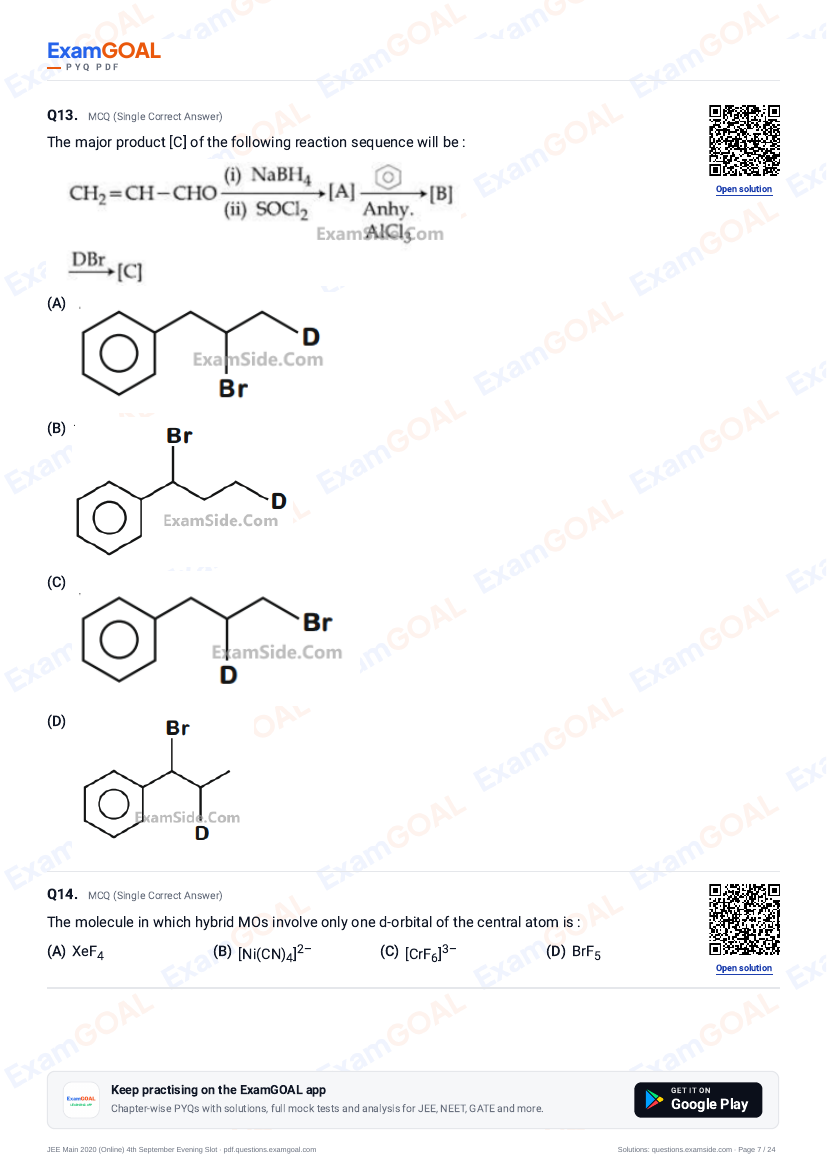 ExamGOAL
PYQ PDF
Q13. MCQ (Single Correct Answer)
The major product [C] of the following reaction sequence will be :
Open solution
CH₂=CH−CHO (i) NaBH₄ (ii) SOCl₂ [A] Anhy. AlCl₃ [B]
ExamSide.Com
DBr [C]
(A)
D
ExamSide.Com
Br
(B)
Br
D
ExamSide.Com
(C)
Br
ExamSide.Com
D
(D)
Br
ExamSide.Com
D
Q14. MCQ (Single Correct Answer)
The molecule in which hybrid MOs involve only one d-orbital of the central atom is :
(A) XeF₄ (B) [Ni(CN)₄]²⁻ (C) [CrF₆]³⁻ (D) BrF₅
Open solution
ExamGOAL
Keep practising on the ExamGOAL app
Chapter-wise PYQs with solutions, full mock tests and analysis for JEE, NEET, GATE and more.
GET IT ON
Google Play
JEE Main 2020 (Online) 4th September Evening Slot · pdf.questions.examgoal.com
Solutions: questions.examside.com · Page 7 / 24